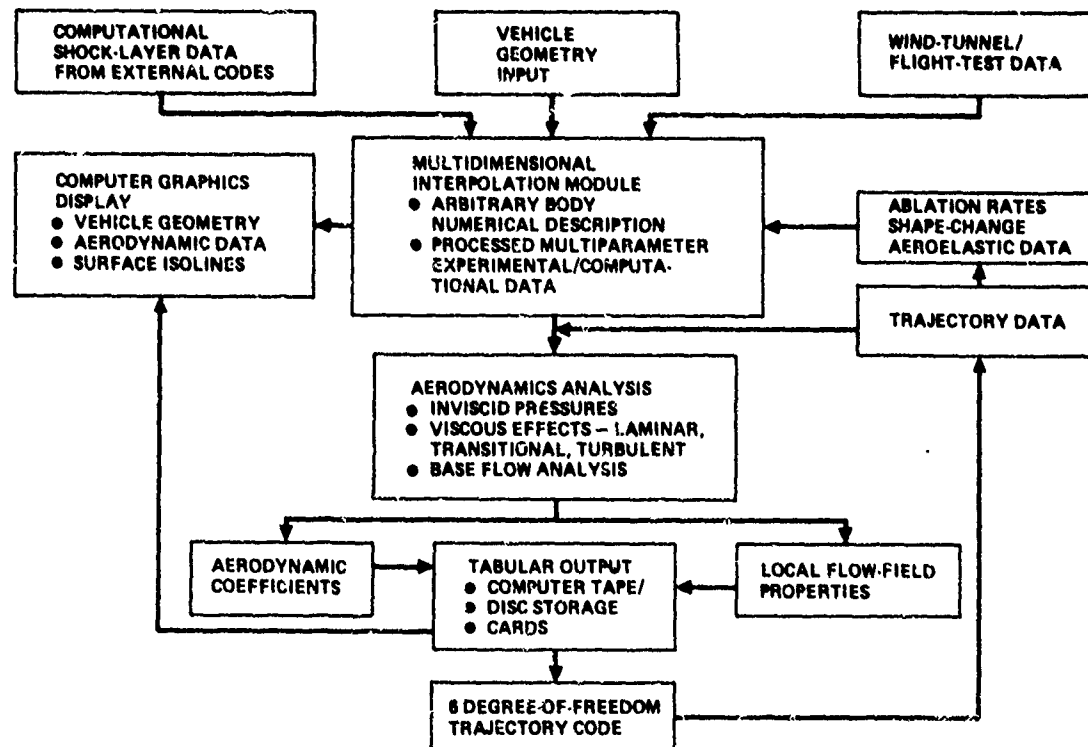 COMPUTATIONAL
SHOCK-LAYER DATA
FROM EXTERNAL CODES
VEHICLE
GEOMETRY
INPUT
WIND-TUNNEL/
FLIGHT-TEST DATA
COMPUTER GRAPHICS
DISPLAY
● VEHICLE GEOMETRY
● AERODYNAMIC DATA
● SURFACE ISOLINES
MULTIDIMENSIONAL
INTERPOLATION MODULE
● ARBITRARY BODY
NUMERICAL DESCRIPTION
● PROCESSED MULTIPARAMETER
EXPERIMENTAL/COMPUTA-
TIONAL DATA
ABLATION RATES
SHAPE-CHANGE
AEROELASTIC DATA
TRAJECTORY DATA
AERODYNAMICS ANALYSIS
● INVISCID PRESSURES
● VISCOUS EFFECTS – LAMINAR,
TRANSITIONAL, TURBULENT
● BASE FLOW ANALYSIS
AERODYNAMIC
COEFFICIENTS
TABULAR OUTPUT
● COMPUTER TAPE/
● DISC STORAGE
● CARDS
LOCAL FLOW-FIELD
PROPERTIES
6 DEGREE-OF-FREEDOM
TRAJECTORY CODE